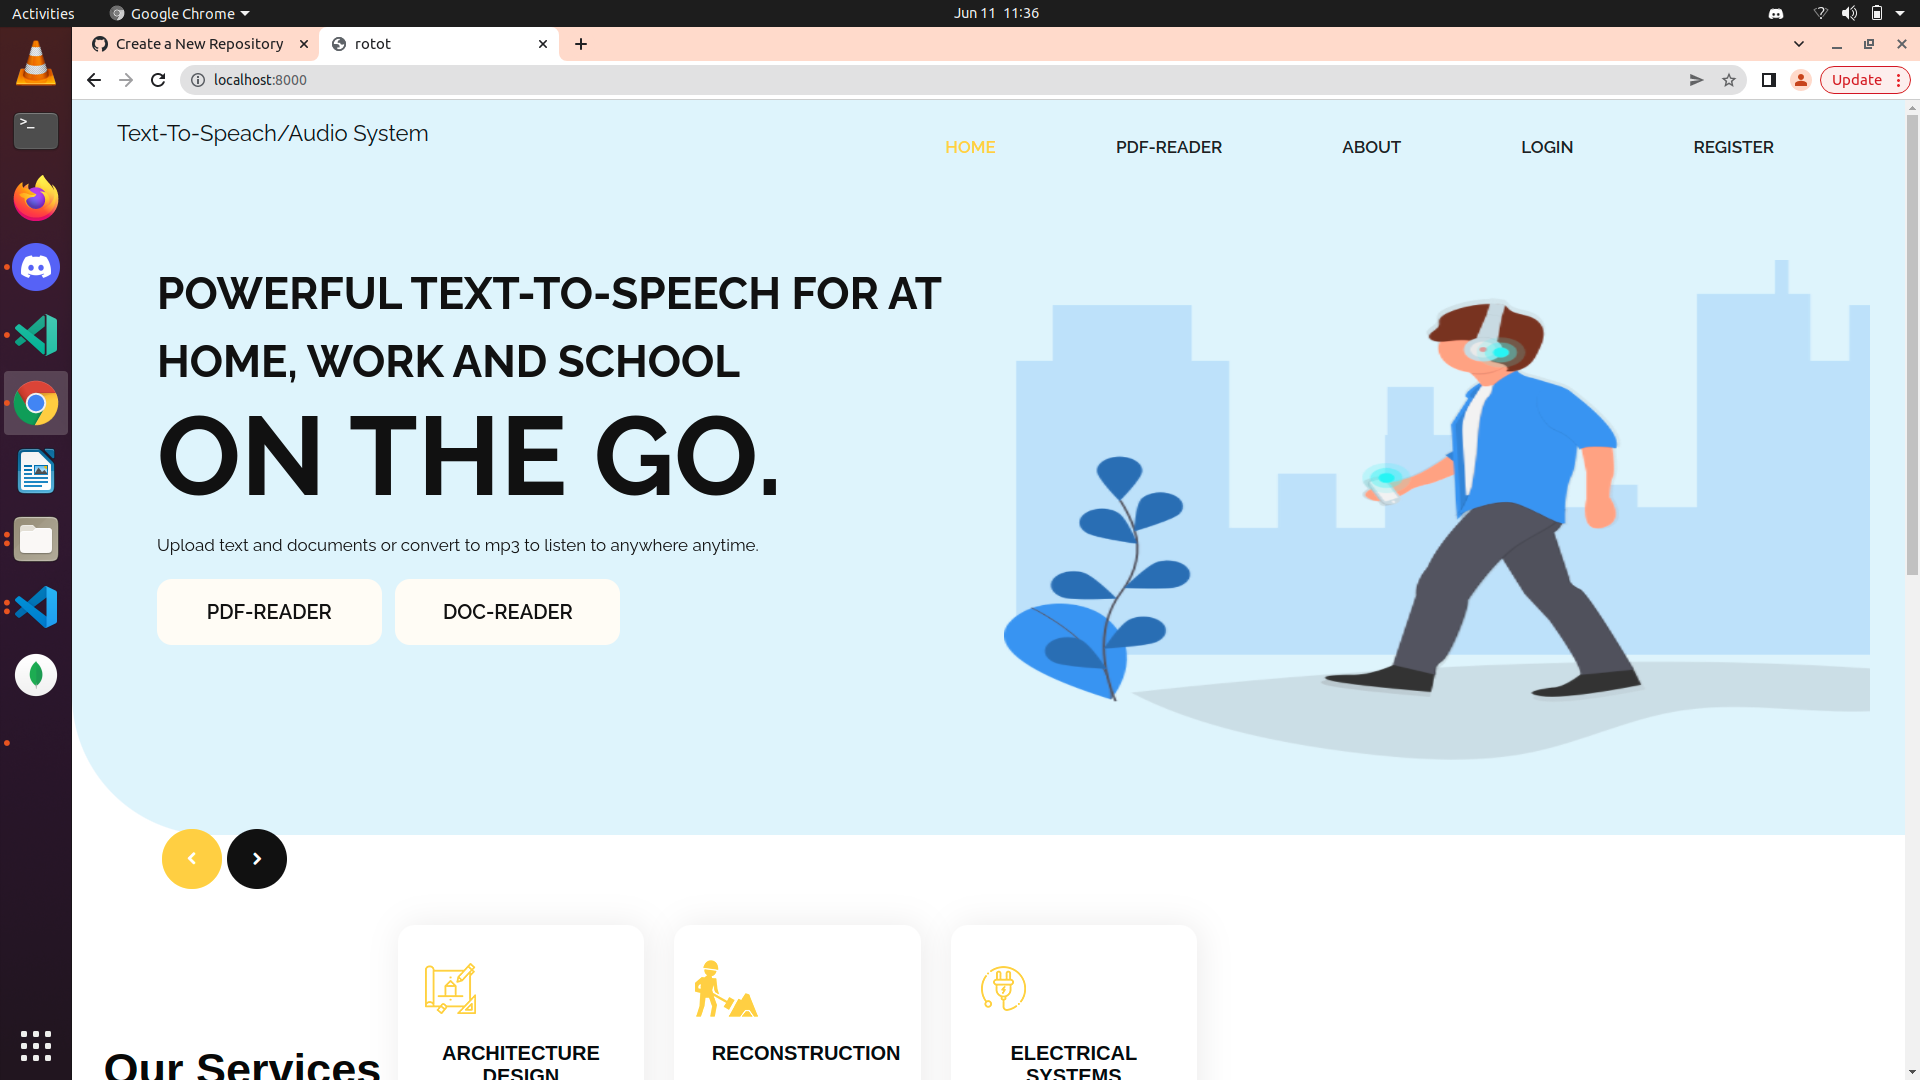 Activities
Google Chrome
Jun 11 11:36
Create a New Repository
rotot
localhost:8000
Update
Text-To-Speach/Audio System
HOME
PDF-READER
ABOUT
LOGIN
REGISTER
POWERFUL TEXT-TO-SPEECH FOR AT
HOME, WORK AND SCHOOL
ON THE GO.
Upload text and documents or convert to mp3 to listen to anywhere anytime.
PDF-READER
DOC-READER
Our Services
ARCHITECTURE
DESIGN
RECONSTRUCTION
ELECTRICAL
SYSTEMS